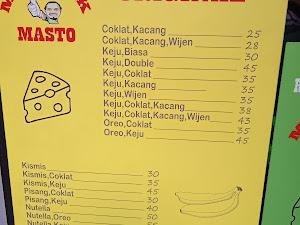 MASTO
Coklat,Kacang 25
Coklat,Kacang,Wijen 28
Keju,Biasa 30
Keju,Double 45
Keju,Coklat 35
Keju,Kacang 35
Keju,Wijen 35
Keju,Coklat,Kacang 38
Keju,Coklat,Kacang,Wijen 43
Oreo,Coklat 35
Oreo,Keju 45
Kismis
Kismis,Coklat 30
Kismis,Keju 35
Pisang,Coklat 45
Pisang,Keju 30
Nutella 40
Nutella,Oreo 50